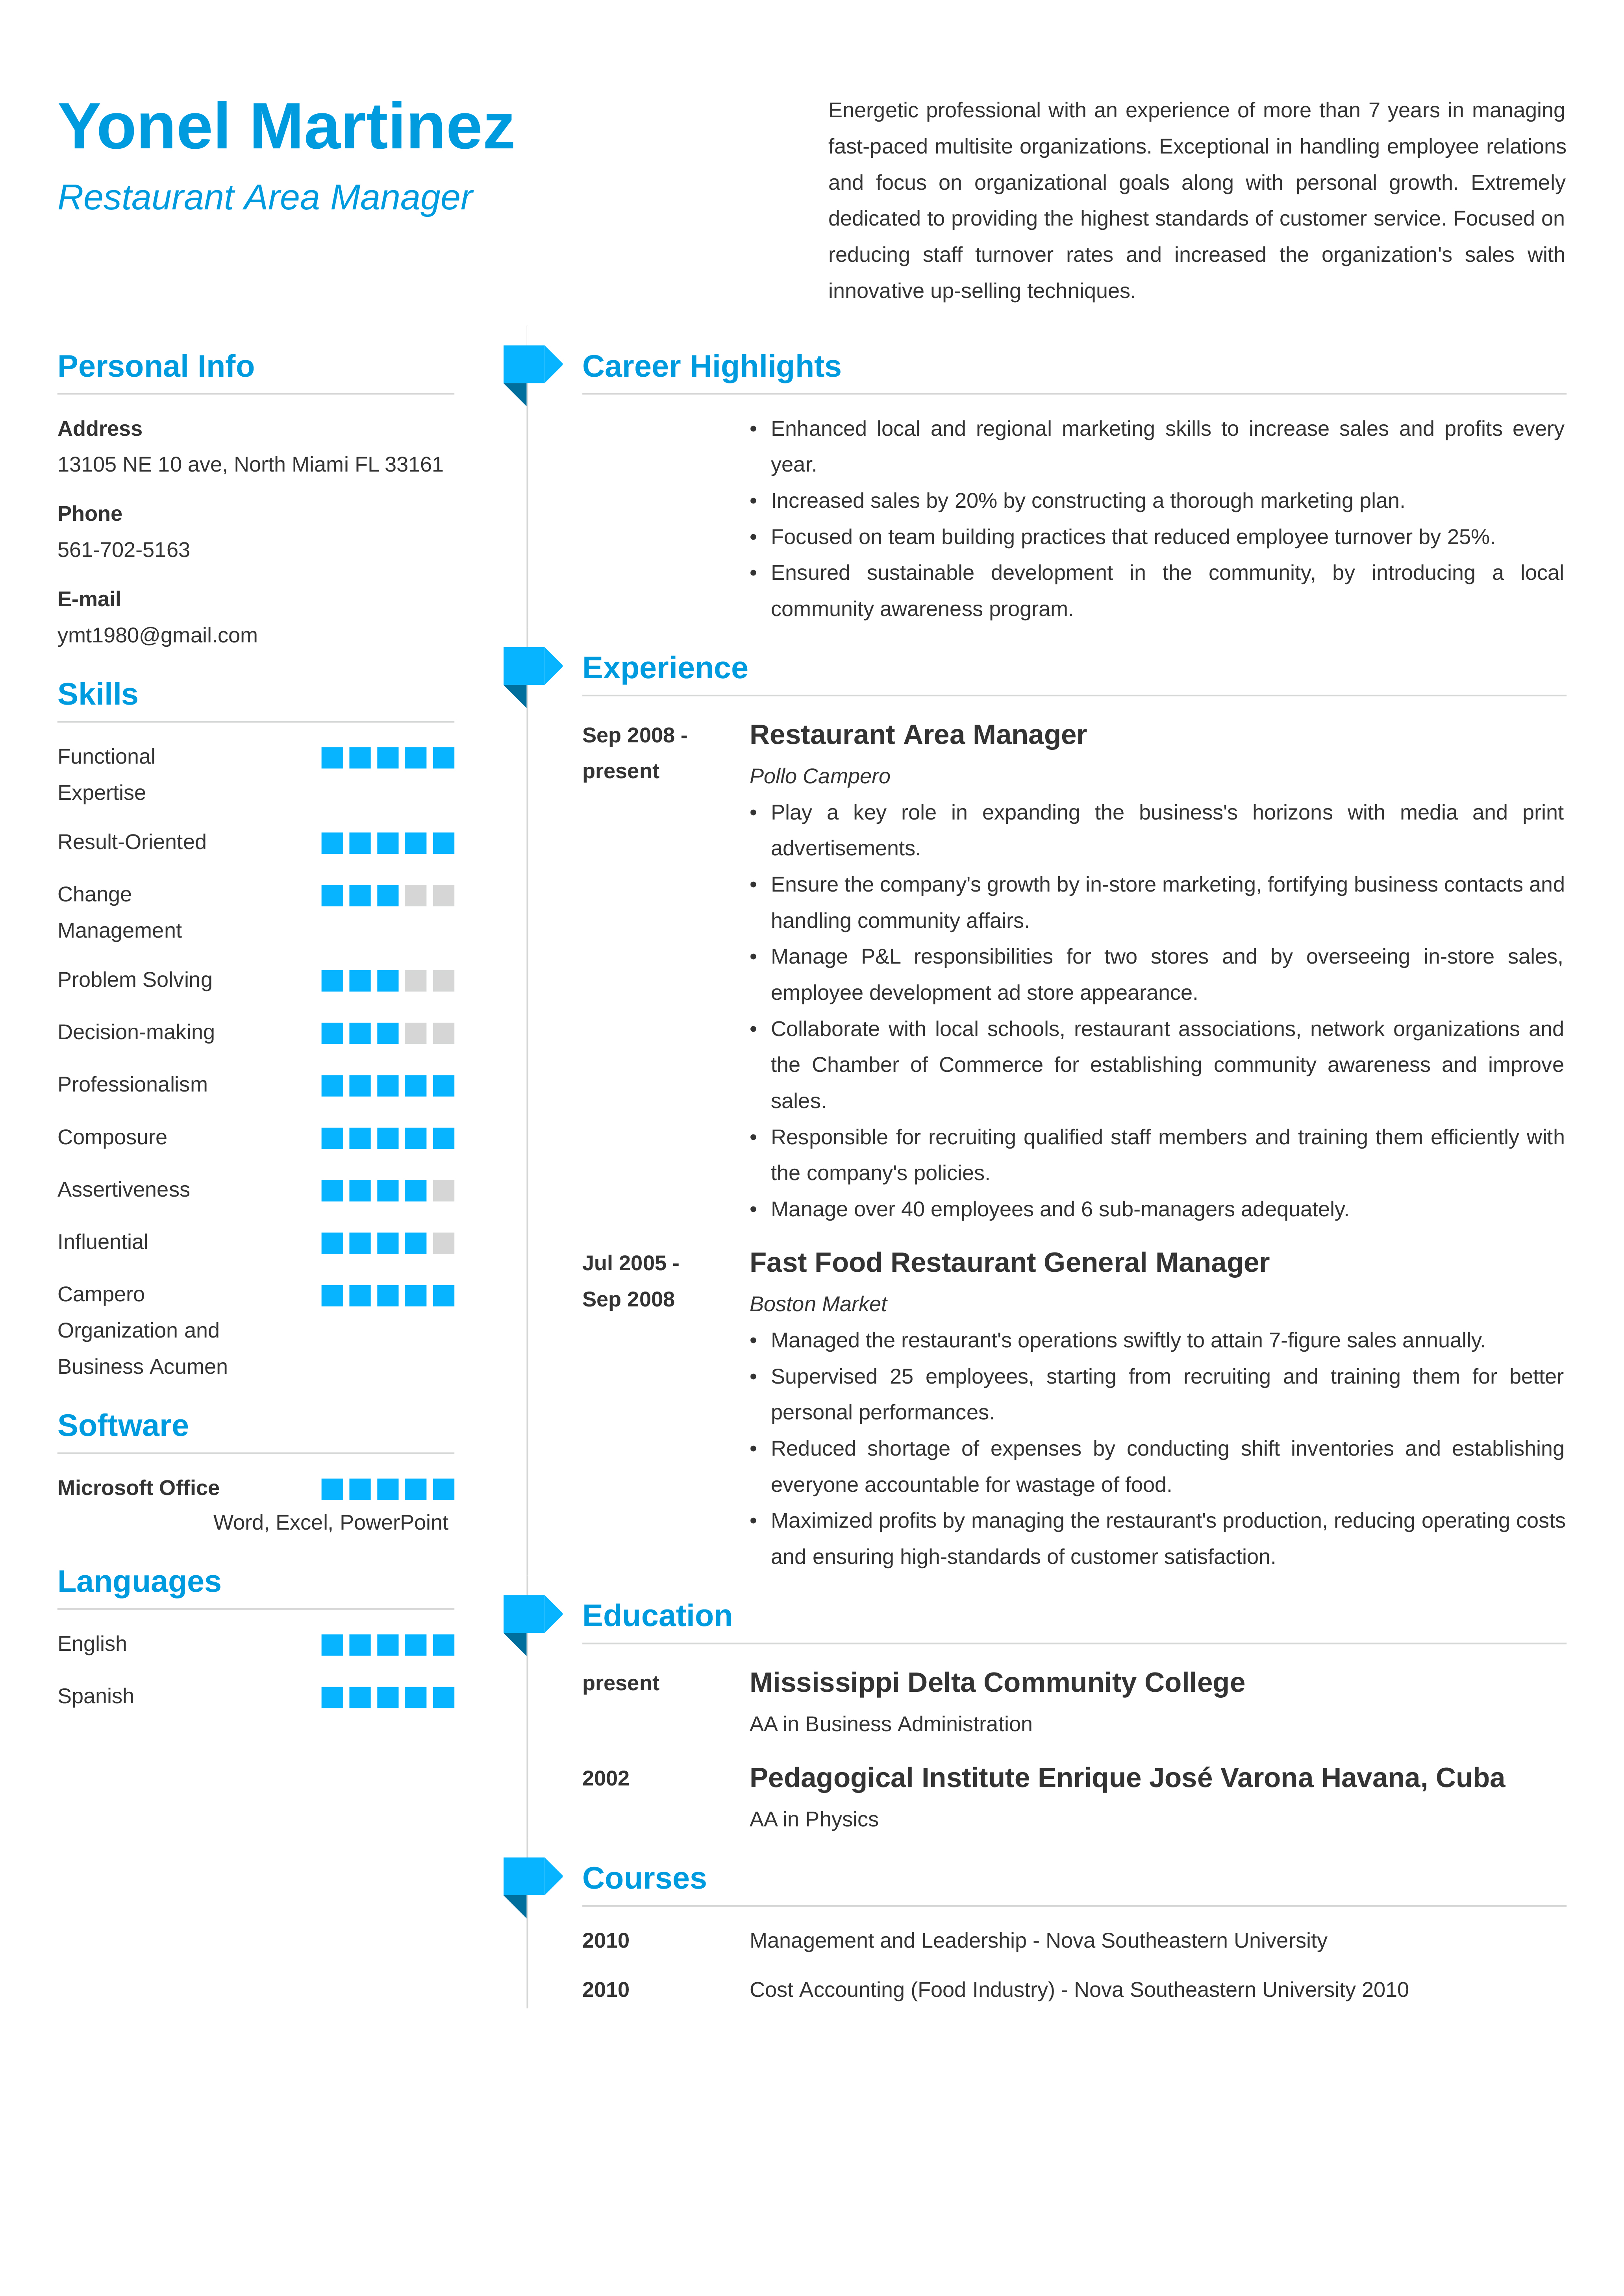 Yonel Martinez
Restaurant Area Manager
Energetic professional with an experience of more than 7 years in managing
fast-paced multisite organizations. Exceptional in handling employee relations
and focus on organizational goals along with personal growth. Extremely
dedicated to providing the highest standards of customer service. Focused on
reducing staff turnover rates and increased the organization's sales with
innovative up-selling techniques.
Personal Info
Address
13105 NE 10 ave, North Miami FL 33161
Phone
561-702-5163
E-mail
ymt1980@gmail.com
Skills
Functional
Expertise
Result-Oriented
Change
Management
Problem Solving
Decision-making
Professionalism
Composure
Assertiveness
Influential
Campero
Organization and
Business Acumen
Software
Microsoft Office
Word, Excel, PowerPoint
Languages
English
Spanish
Career Highlights
• Enhanced local and regional marketing skills to increase sales and profits every
year.
• Increased sales by 20% by constructing a thorough marketing plan.
• Focused on team building practices that reduced employee turnover by 25%.
• Ensured sustainable development in the community, by introducing a local
community awareness program.
Experience
Sep 2008 -
present
Restaurant Area Manager
Pollo Campero
• Play a key role in expanding the business's horizons with media and print
advertisements.
• Ensure the company's growth by in-store marketing, fortifying business contacts and
handling community affairs.
• Manage P&L responsibilities for two stores and by overseeing in-store sales,
employee development ad store appearance.
• Collaborate with local schools, restaurant associations, network organizations and
the Chamber of Commerce for establishing community awareness and improve
sales.
• Responsible for recruiting qualified staff members and training them efficiently with
the company's policies.
• Manage over 40 employees and 6 sub-managers adequately.
Jul 2005 -
Sep 2008
Fast Food Restaurant General Manager
Boston Market
• Managed the restaurant's operations swiftly to attain 7-figure sales annually.
• Supervised 25 employees, starting from recruiting and training them for better
personal performances.
• Reduced shortage of expenses by conducting shift inventories and establishing
everyone accountable for wastage of food.
• Maximized profits by managing the restaurant's production, reducing operating costs
and ensuring high-standards of customer satisfaction.
Education
present
Mississippi Delta Community College
AA in Business Administration
2002
Pedagogical Institute Enrique José Varona Havana, Cuba
AA in Physics
Courses
2010
Management and Leadership - Nova Southeastern University
2010
Cost Accounting (Food Industry) - Nova Southeastern University 2010